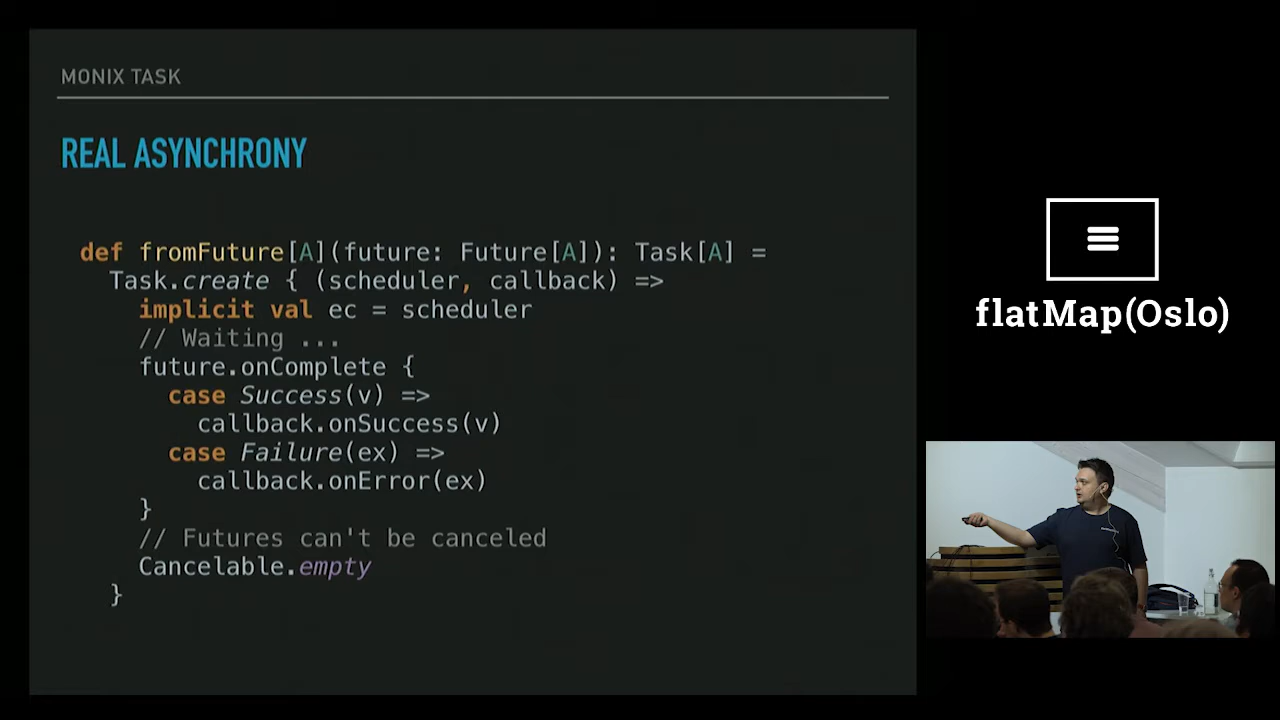 MONIX TASK
REAL ASYNCHRONY
def fromFuture[A](future: Future[A]): Task[A] =
Task.create { (scheduler, callback) =>
implicit val ec = scheduler
// Waiting ...
future.onComplete {
case Success(v) =>
callback.onSuccess(v)
case Failure(ex) =>
callback.onError(ex)
}
// Futures can't be canceled
Cancelable.empty
}
flatMap(Oslo)